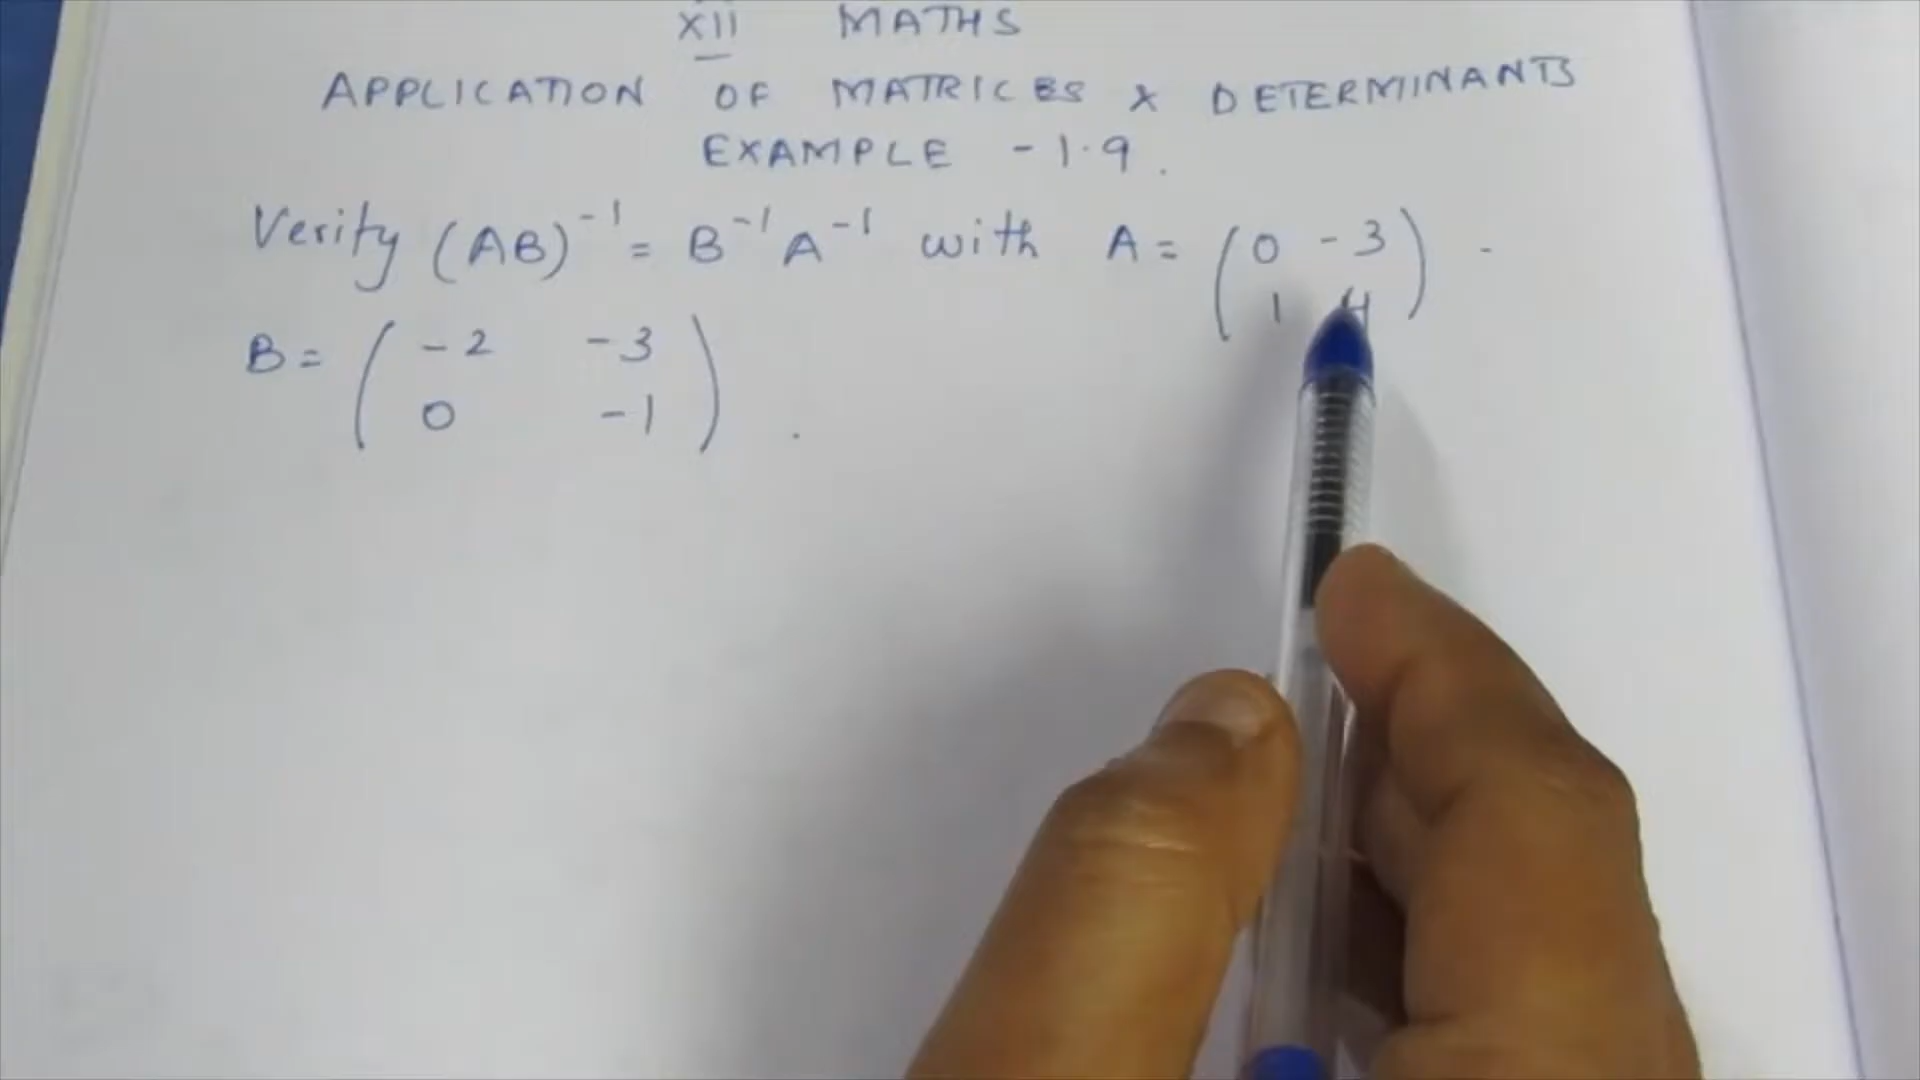 XII MATHS
APPLICATION OF MATRICES & DETERMINANTS
EXAMPLE - 1.9.
Verify (AB)⁻¹ = B⁻¹ A⁻¹ with A = (0 -3
1 4)
B = (-2 -3
0 -1).